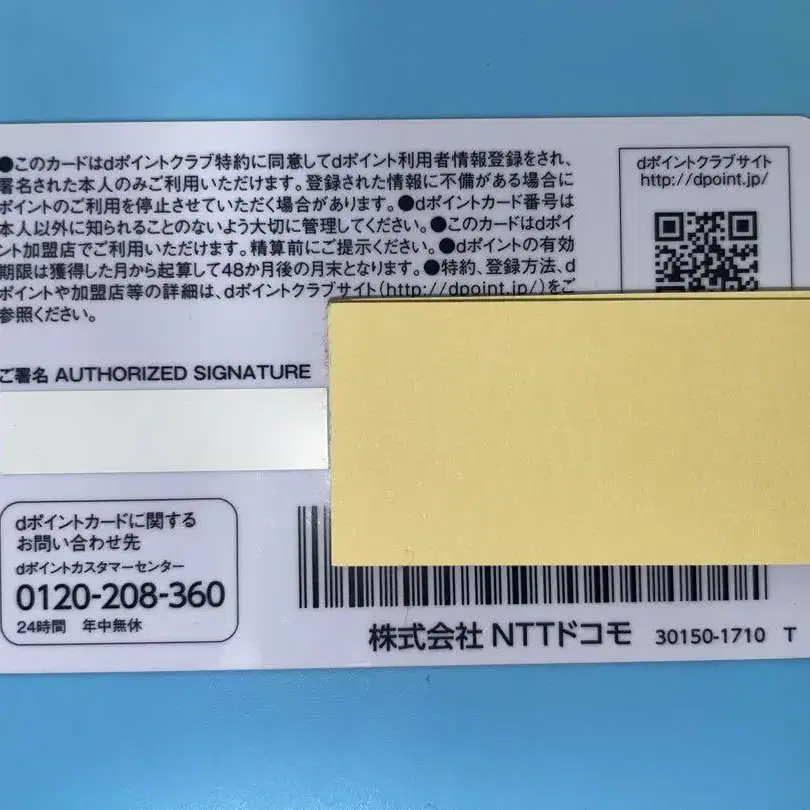 ●このカードはdポイントクラブ特約に同意してdポイント利用者情報登録をされ、
署名された本人のみご利用いただけます。登録された情報に不備がある場合に
ポイントのご利用を停止させていただく場合があります。●dポイントカード番号は
本人以外に知られることのないよう大切に管理してください。●このカードはdポイ
ント加盟店でご利用いただけます。精算前にご提示ください。●dポイントの有効
期限は獲得した月から起算して48か月後の月末となります。●特約、登録方法、d
ポイントや加盟店等の詳細は、dポイントクラブサイト(http://dpoint.jp/)をご
参照ください。
dポイントクラブサイト
http://dpoint.jp/
ご署名 AUTHORIZED SIGNATURE
dポイントカードに関する
お問い合わせ先
dポイントカスタマーセンター
0120-208-360
24時間 年中無休
株式会社 NTTドコモ 30150-1710 T